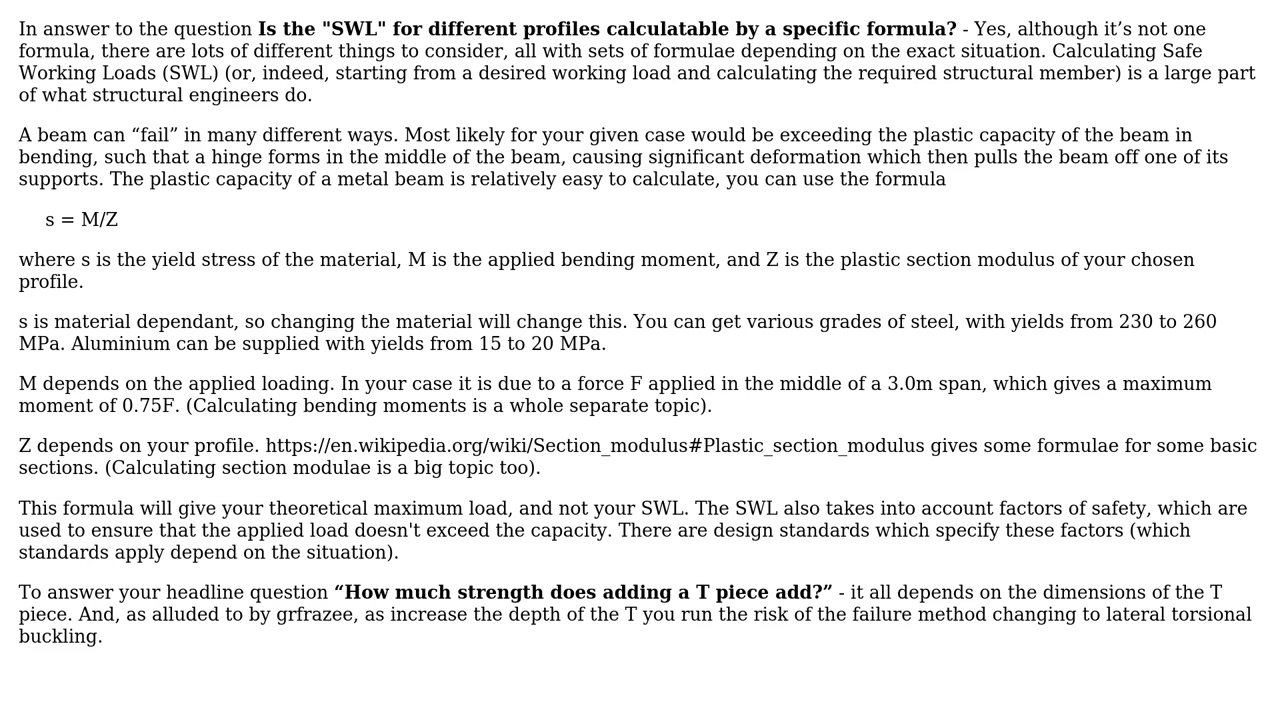 In answer to the question Is the "SWL" for different profiles calculatable by a specific formula? - Yes, although it’s not one
formula, there are lots of different things to consider, all with sets of formulae depending on the exact situation. Calculating Safe
Working Loads (SWL) (or, indeed, starting from a desired working load and calculating the required structural member) is a large part
of what structural engineers do.
A beam can “fail” in many different ways. Most likely for your given case would be exceeding the plastic capacity of the beam in
bending, such that a hinge forms in the middle of the beam, causing significant deformation which then pulls the beam off one of its
supports. The plastic capacity of a metal beam is relatively easy to calculate, you can use the formula
s = M/Z
where s is the yield stress of the material, M is the applied bending moment, and Z is the plastic section modulus of your chosen
profile.
s is material dependant, so changing the material will change this. You can get various grades of steel, with yields from 230 to 260
MPa. Aluminium can be supplied with yields from 15 to 20 MPa.
M depends on the applied loading. In your case it is due to a force F applied in the middle of a 3.0m span, which gives a maximum
moment of 0.75F. (Calculating bending moments is a whole separate topic).
Z depends on your profile. https://en.wikipedia.org/wiki/Section_modulus#Plastic_section_modulus gives some formulae for some basic
sections. (Calculating section modulae is a big topic too).
This formula will give your theoretical maximum load, and not your SWL. The SWL also takes into account factors of safety, which are
used to ensure that the applied load doesn't exceed the capacity. There are design standards which specify these factors (which
standards apply depend on the situation).
To answer your headline question “How much strength does adding a T piece add?” - it all depends on the dimensions of the T
piece. And, as alluded to by grfrazee, as increase the depth of the T you run the risk of the failure method changing to lateral torsional
buckling.